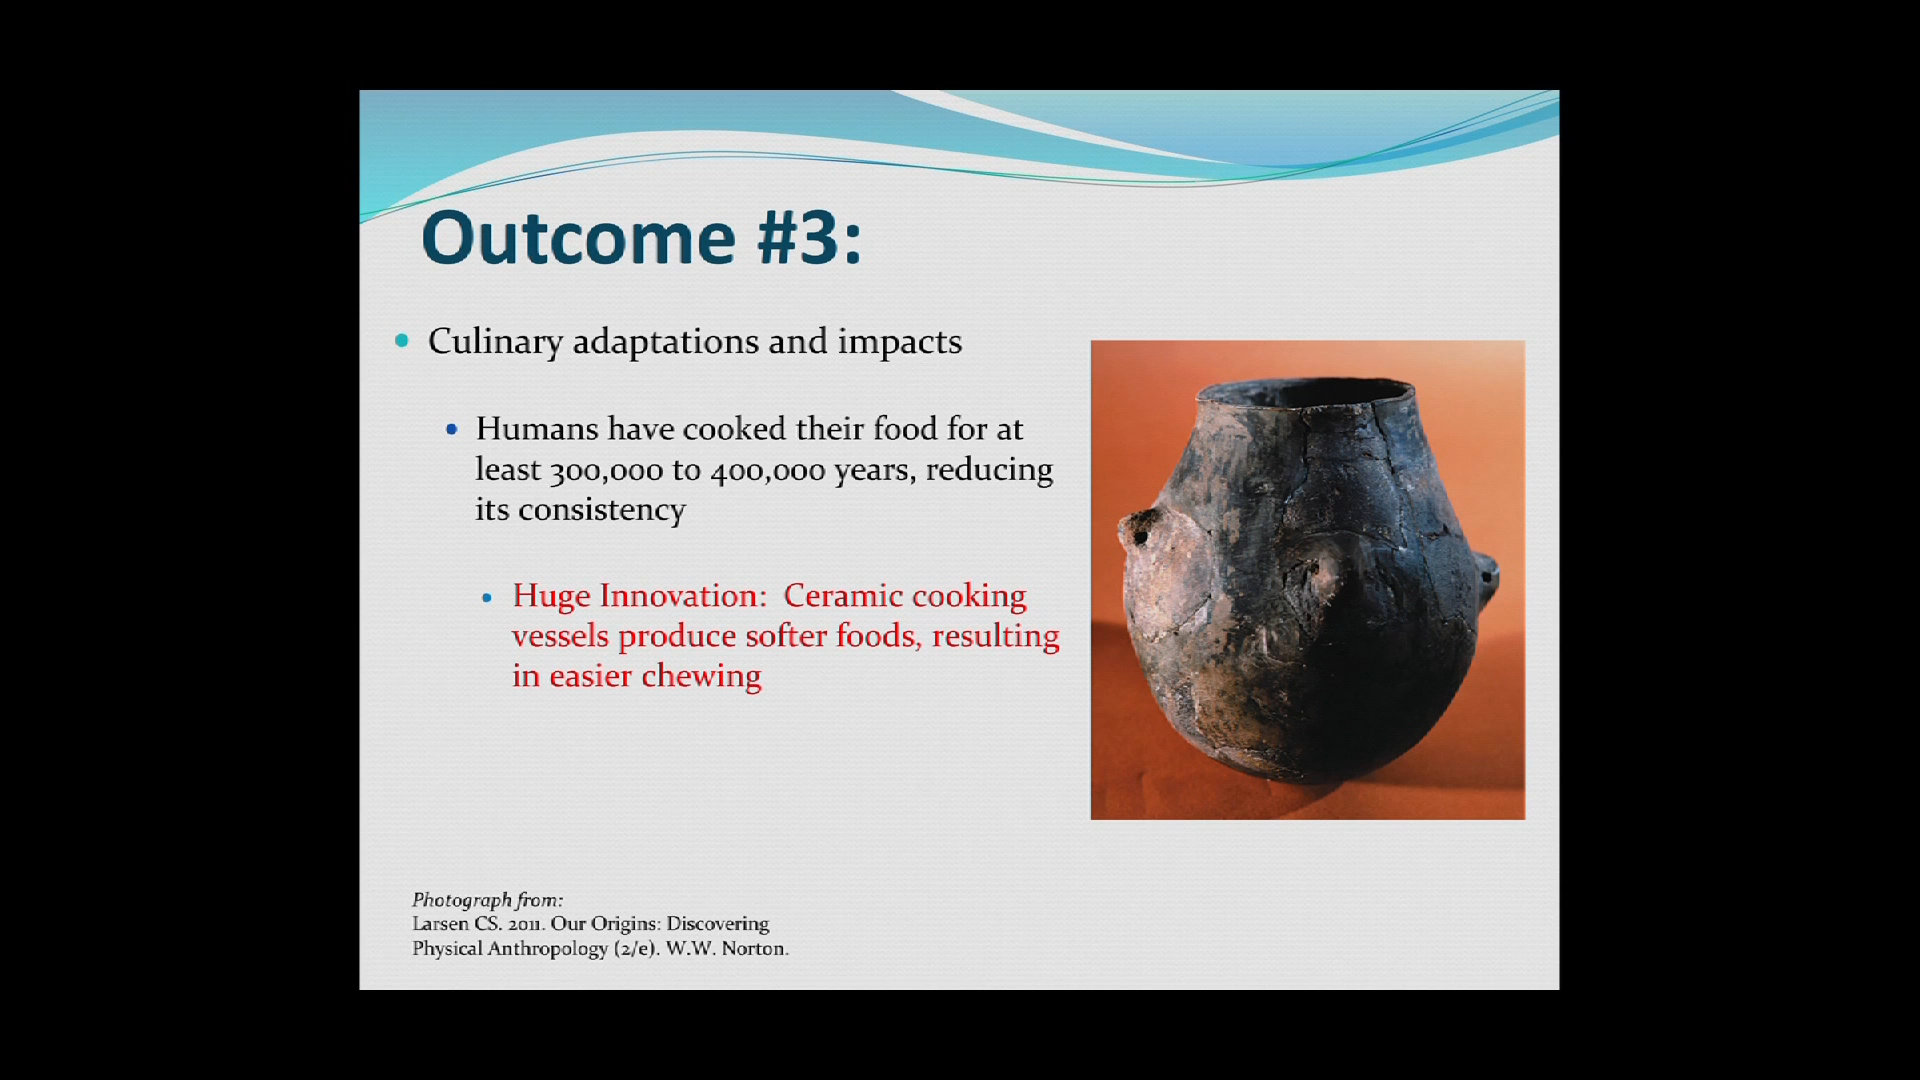 Outcome #3:
Culinary adaptations and impacts
Humans have cooked their food for at
least 300,000 to 400,000 years, reducing
its consistency
Huge Innovation: Ceramic cooking
vessels produce softer foods, resulting
in easier chewing
Photograph from:
Larsen CS. 2011. Our Origins: Discovering
Physical Anthropology (2/e). W.W. Norton.